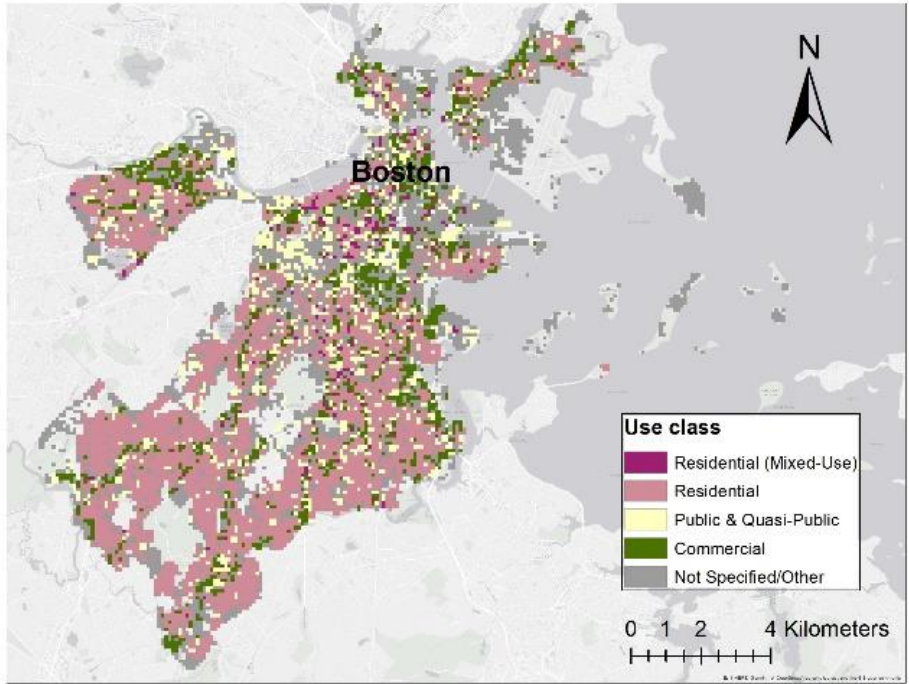 N
Boston
Use class
Residential (Mixed-Use)
Residential
Public & Quasi-Public
Commercial
Not Specified/Other
0 1 2 4 Kilometers